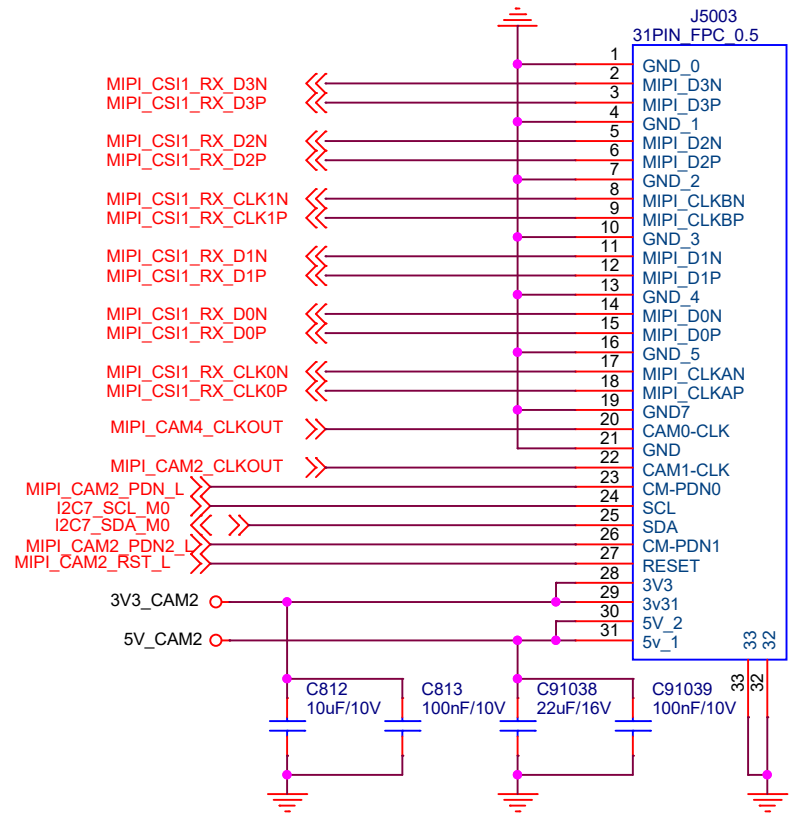 J5003
31PIN_FPC_0.5
1 GND_0
MIPI_CSI1_RX_D3N 2 MIPI_D3N
MIPI_CSI1_RX_D3P 3 MIPI_D3P
4 GND_1
MIPI_CSI1_RX_D2N 5 MIPI_D2N
MIPI_CSI1_RX_D2P 6 MIPI_D2P
7 GND_2
MIPI_CSI1_RX_CLK1N 8 MIPI_CLKBN
MIPI_CSI1_RX_CLK1P 9 MIPI_CLKBP
10 GND_3
MIPI_CSI1_RX_D1N 11 MIPI_D1N
MIPI_CSI1_RX_D1P 12 MIPI_D1P
13 GND_4
MIPI_CSI1_RX_D0N 14 MIPI_D0N
MIPI_CSI1_RX_D0P 15 MIPI_D0P
16 GND_5
MIPI_CSI1_RX_CLK0N 17 MIPI_CLKAN
MIPI_CSI1_RX_CLK0P 18 MIPI_CLKAP
19 GND7
MIPI_CAM4_CLKOUT 20 CAM0-CLK
21 GND
MIPI_CAM2_CLKOUT 22 CAM1-CLK
MIPI_CAM2_PDN_L 23 CM-PDN0
I2C7_SCL_M0 24 SCL
I2C7_SDA_M0 25 SDA
MIPI_CAM2_PDN2_L 26 CM-PDN1
MIPI_CAM2_RST_L 27 RESET
28 3V3
3V3_CAM2 29 3v31
30 5V_2
5V_CAM2 31 5v_1
33 32
33 32
C812 C813 C91038 C91039
10uF/10V 100nF/10V 22uF/16V 100nF/10V